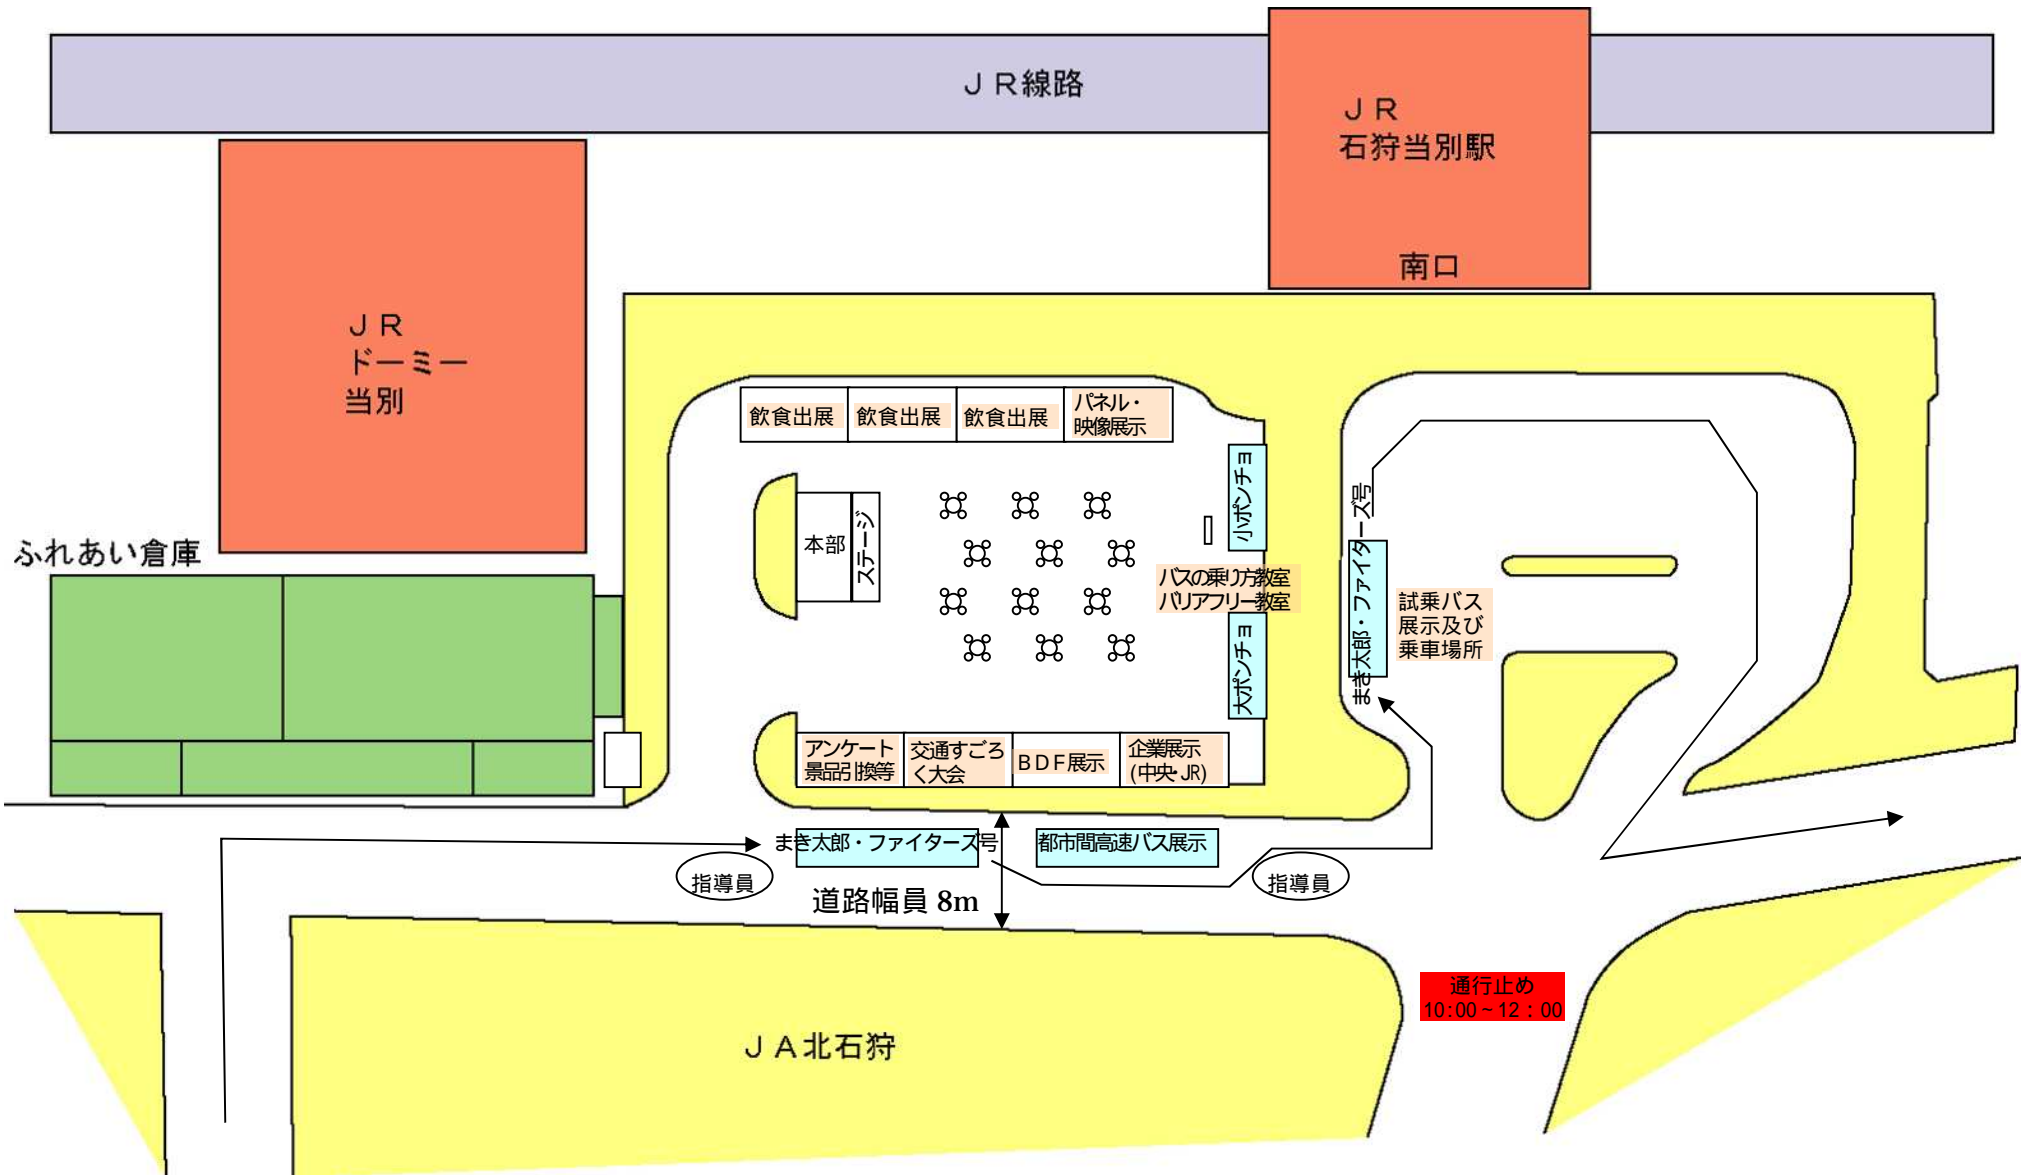 ＪＲ線路
ＪＲ
石狩当別駅
南口
ＪＲ
ドーミー
当別
ふれあい倉庫
飲食出展
飲食出展
飲食出展
パネル・
映像展示
本部
ステージ
小ポンチョ
バスの乗り方教室
バリアフリー教室
大ポンチョ
まき太郎・ファイターズ号
試乗バス
展示及び
乗車場所
アンケート
景品引換等
交通すごろ
く大会
ＢＤＦ展示
企業展示
(中央・JR)
まき太郎・ファイターズ号
都市間高速バス展示
指導員
指導員
道路幅員 8m
通行止め
10:00～12：00
ＪＡ北石狩